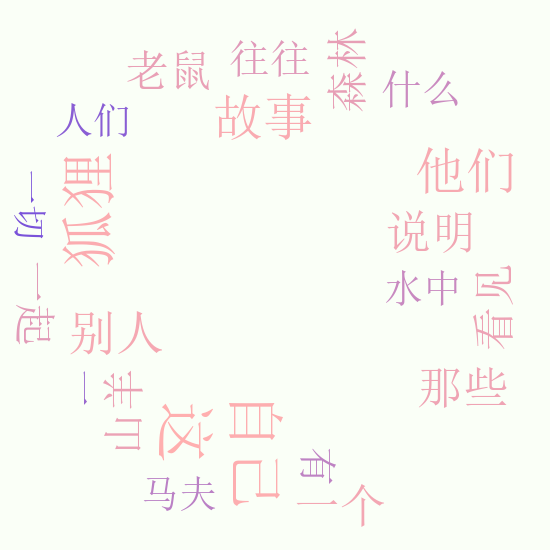 老鼠
往往
森林
什么
故事
人们
狐狸
他们
一切
说明
水中
看见
一起
别人
那些
一
山羊
这
自己
有
马夫
一个